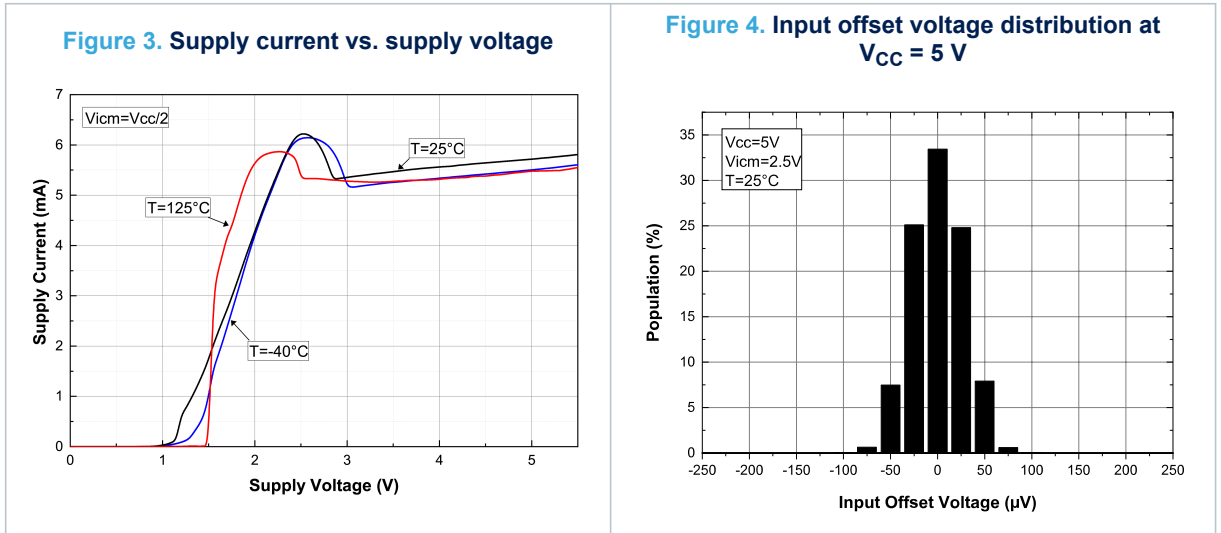 Figure 3. Supply current vs. supply voltage
7
6
5
4
3
2
1
0
Supply Current (mA)
Vicm=Vcc/2
T=25°C
T=125°C
T=-40°C
0 1 2 3 4 5
Supply Voltage (V)
Figure 4. Input offset voltage distribution at
VCC = 5 V
35
30
25
20
15
10
5
0
Population (%)
Vcc=5V
Vicm=2.5V
T=25°C
-250 -200 -150 -100 -50 0 50 100 150 200 250
Input Offset Voltage (µV)